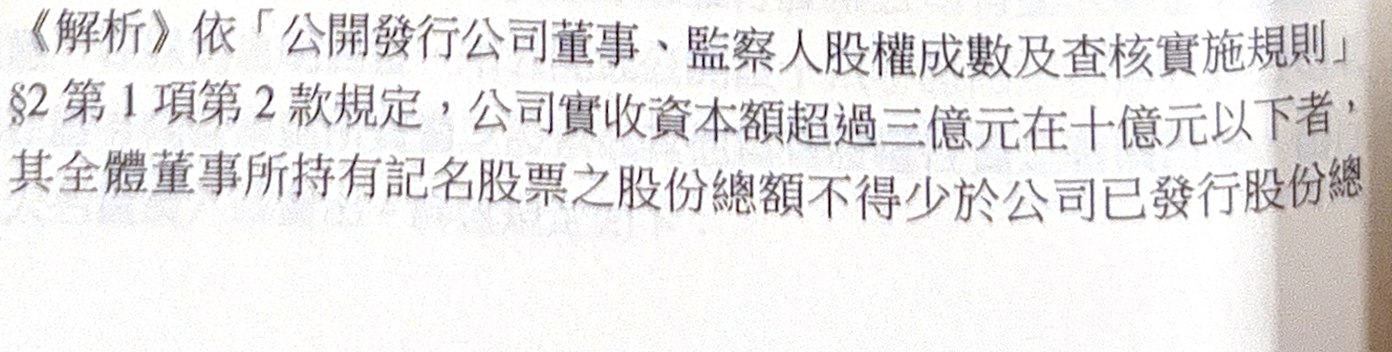 《解析》依「公開發行公司董事、監察人股權成數及查核實施規則」
§2 第 1 項第 2 款規定，公司實收資本額超過三億元在十億元以下者，
其全體董事所持有記名股票之股份總額不得少於公司已發行股份總